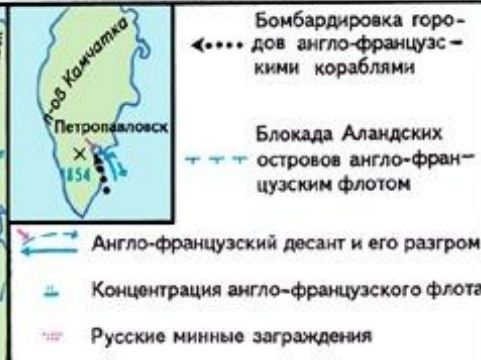 п-ов Камчатка
Петропавловск
1854
Бомбардировка горо-
дов англо-французс-
кими кораблями
Блокада Аландских
островов англо-фран-
цузским флотом
Англо-французский десант и его разгром
Концентрация англо-французского флота
Русские минные заграждения